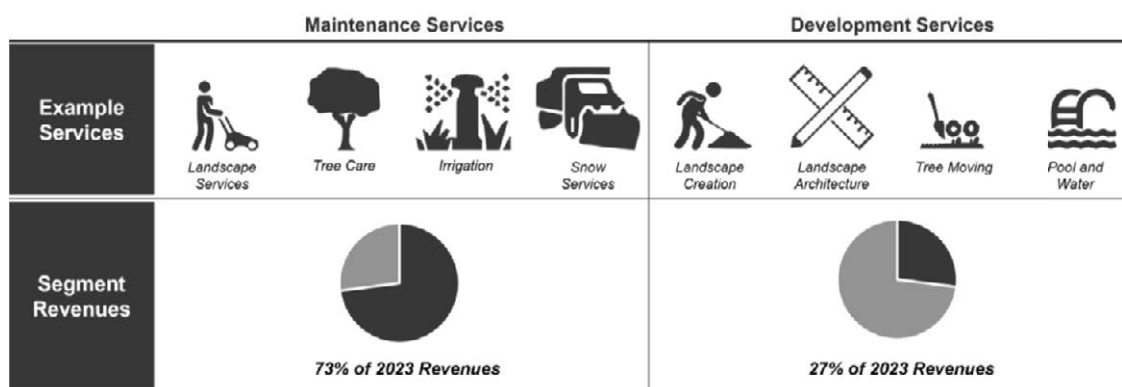 Maintenance Services
Development Services
Example
Services
Landscape
Services
Tree Care
Irrigation
Snow
Services
Landscape
Creation
Landscape
Architecture
Tree Moving
Pool and
Water
Segment
Revenues
73% of 2023 Revenues
27% of 2023 Revenues